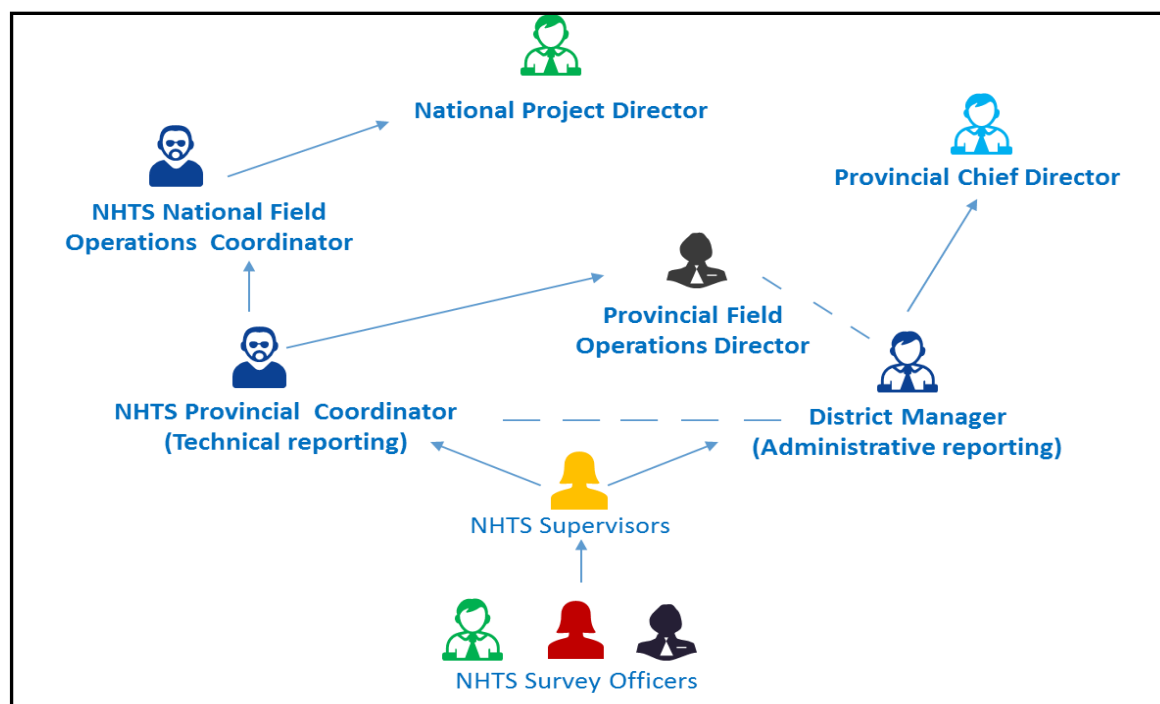 National Project Director
Provincial Chief Director
NHTS National Field
Operations Coordinator
Provincial Field
Operations Director
NHTS Provincial Coordinator
(Technical reporting)
District Manager
(Administrative reporting)
NHTS Supervisors
NHTS Survey Officers